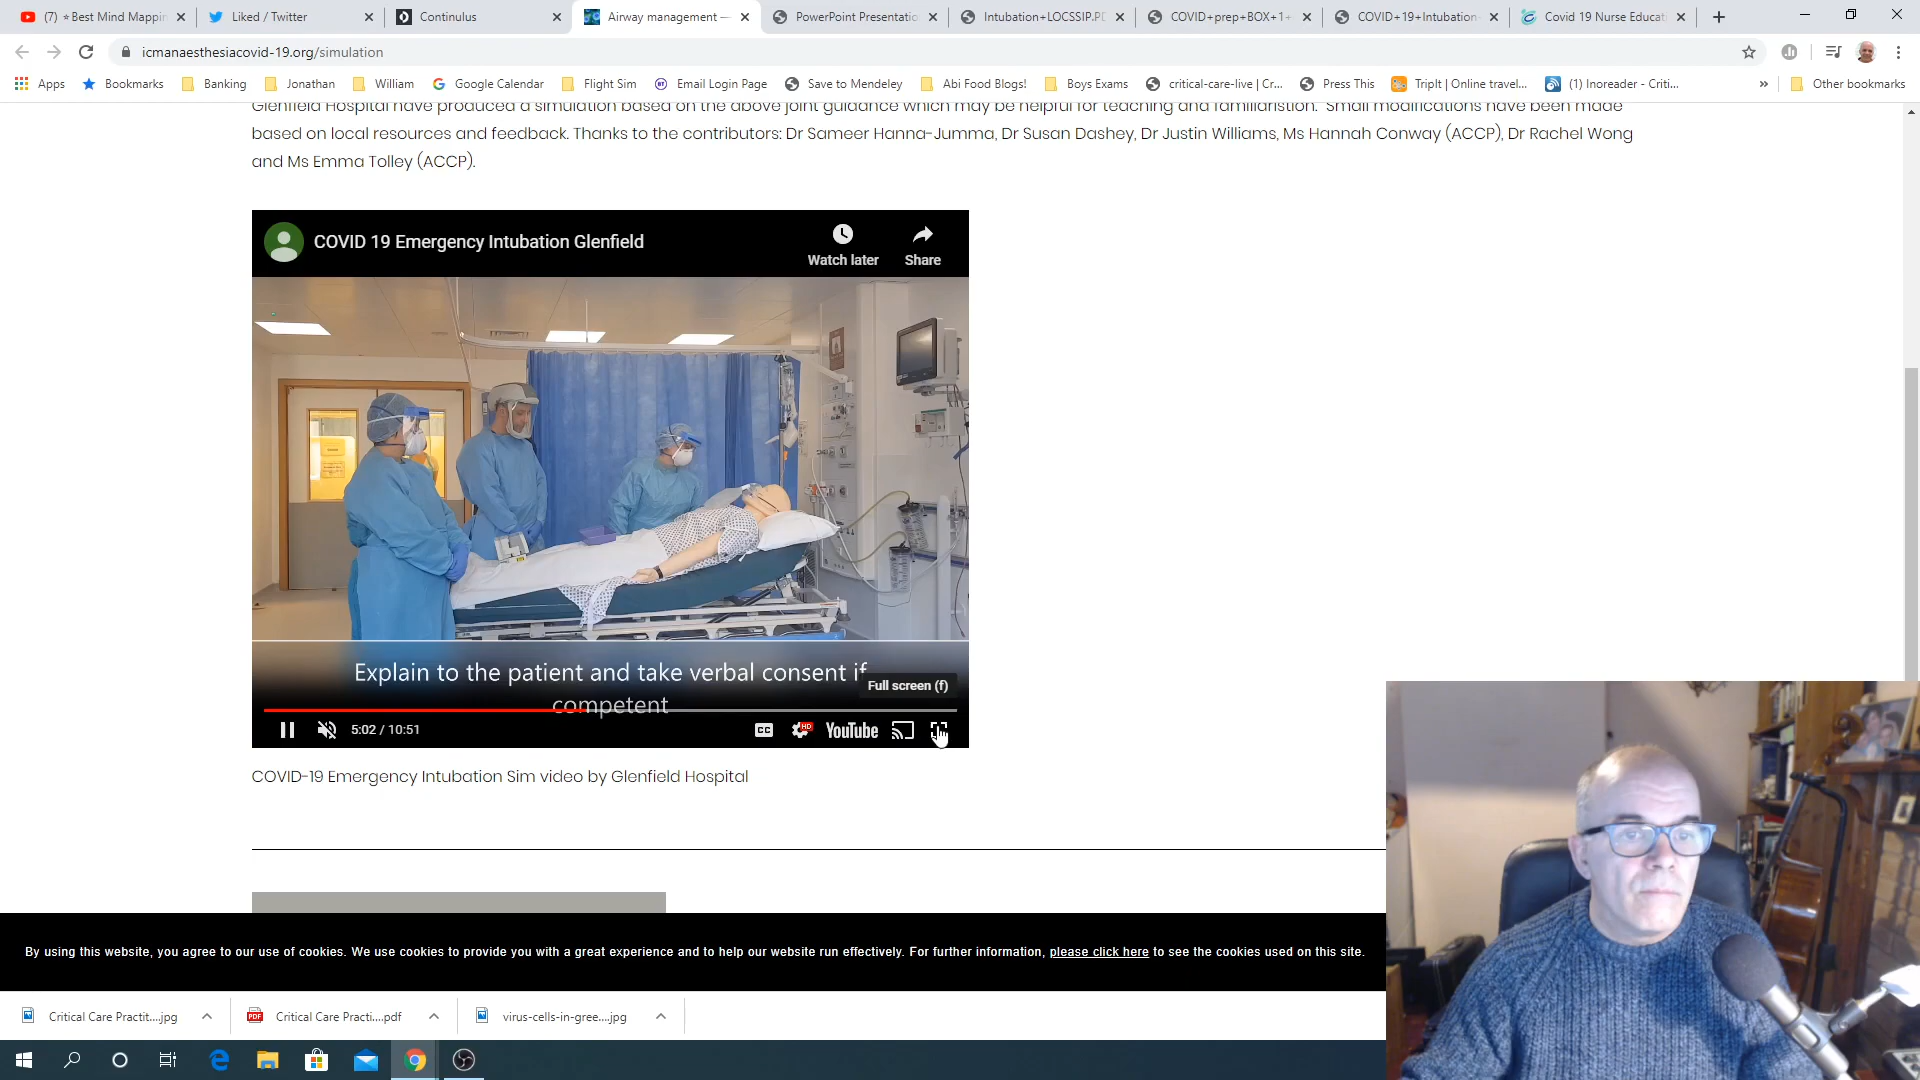 (7) ⭐Best Mind Mappin
Liked / Twitter
Continulus
Airway management —
PowerPoint Presentatio
Intubation+LOCSSIP.PD
COVID+prep+BOX+1+
COVID+19+Intubation
Covid 19 Nurse Educat
icmanaesthesiacovid-19.org/simulation
Apps
Bookmarks
Banking
Jonathan
William
Google Calendar
Flight Sim
Email Login Page
Save to Mendeley
Abi Food Blogs!
Boys Exams
critical-care-live | Cr...
Press This
TripIt | Online travel...
(1) Inoreader - Criti...
»
Other bookmarks
Glenfield Hospital have produced a simulation based on the above joint guidance which may be helpful for teaching and familiaristion. Small modifications have been made
based on local resources and feedback. Thanks to the contributors: Dr Sameer Hanna-Jumma, Dr Susan Dashey, Dr Justin Williams, Ms Hannah Conway (ACCP), Dr Rachel Wong
and Ms Emma Tolley (ACCP).
COVID 19 Emergency Intubation Glenfield
Watch later
Share
Explain to the patient and take verbal consent if
competent
Full screen (f)
5:02 / 10:51
CC
HD
YouTube
COVID-19 Emergency Intubation Sim video by Glenfield Hospital
By using this website, you agree to our use of cookies. We use cookies to provide you with a great experience and to help our website run effectively. For further information, please click here to see the cookies used on this site.
Critical Care Practit....jpg
PDF
Critical Care Practi....pdf
virus-cells-in-gree....jpg